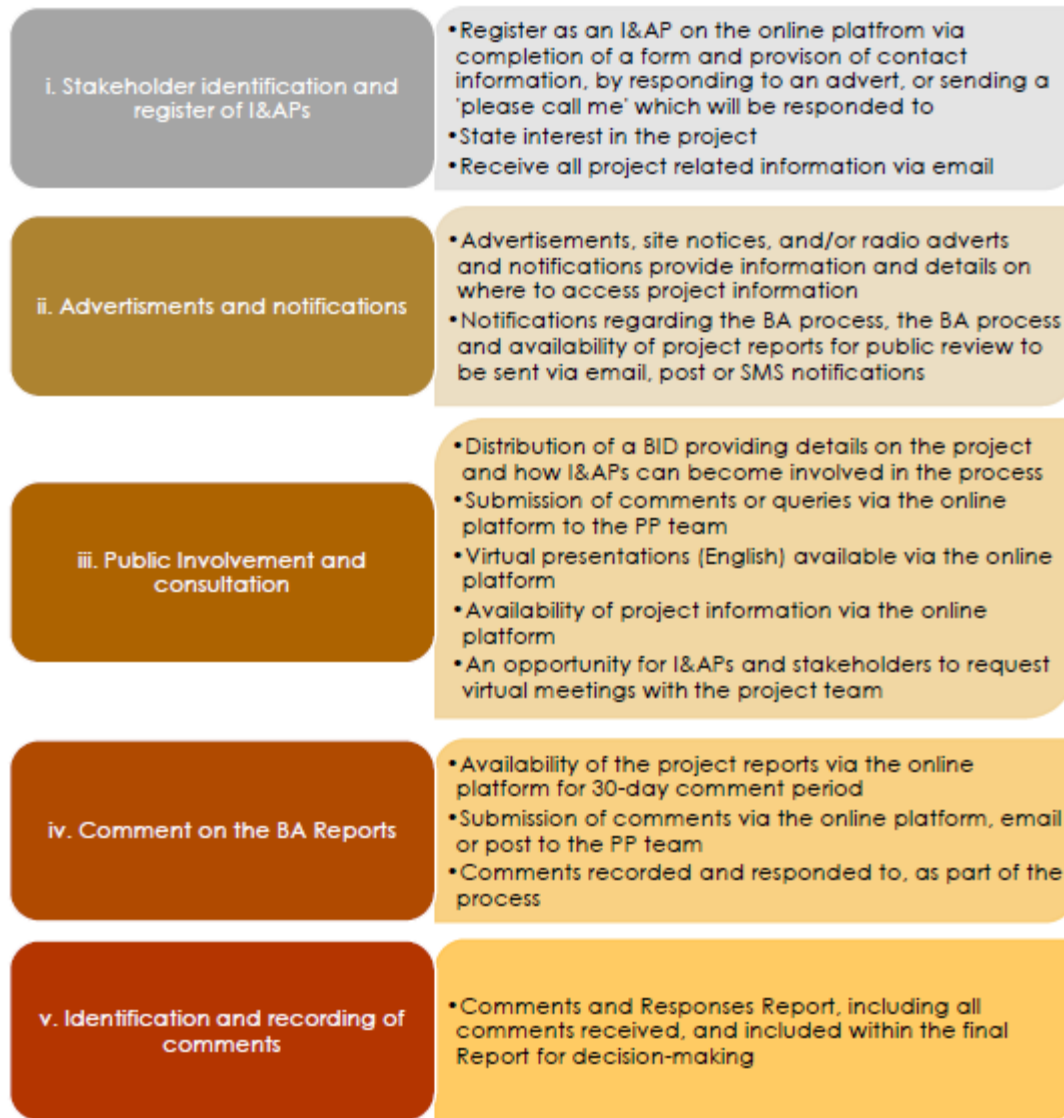 i. Stakeholder identification and
register of I&APs
•Register as an I&AP on the online platfrom via
completion of a form and provison of contact
information, by responding to an advert, or sending a
'please call me' which will be responded to
•State interest in the project
•Receive all project related information via email
ii. Advertisments and notifications
•Advertisements, site notices, and/or radio adverts
and notifications provide information and details on
where to access project information
•Notifications regarding the BA process, the BA process
and availability of project reports for public review to
be sent via email, post or SMS notifications
iii. Public Involvement and
consultation
•Distribution of a BID providing details on the project
and how I&APs can become involved in the process
•Submission of comments or queries via the online
platform to the PP team
•Virtual presentations (English) available via the online
platform
•Availability of project information via the online
platform
•An opportunity for I&APs and stakeholders to request
virtual meetings with the project team
iv. Comment on the BA Reports
•Availability of the project reports via the online
platform for 30-day comment period
•Submission of comments via the online platform, email
or post to the PP team
•Comments recorded and responded to, as part of the
process
v. Identification and recording of
comments
•Comments and Responses Report, including all
comments received, and included within the final
Report for decision-making